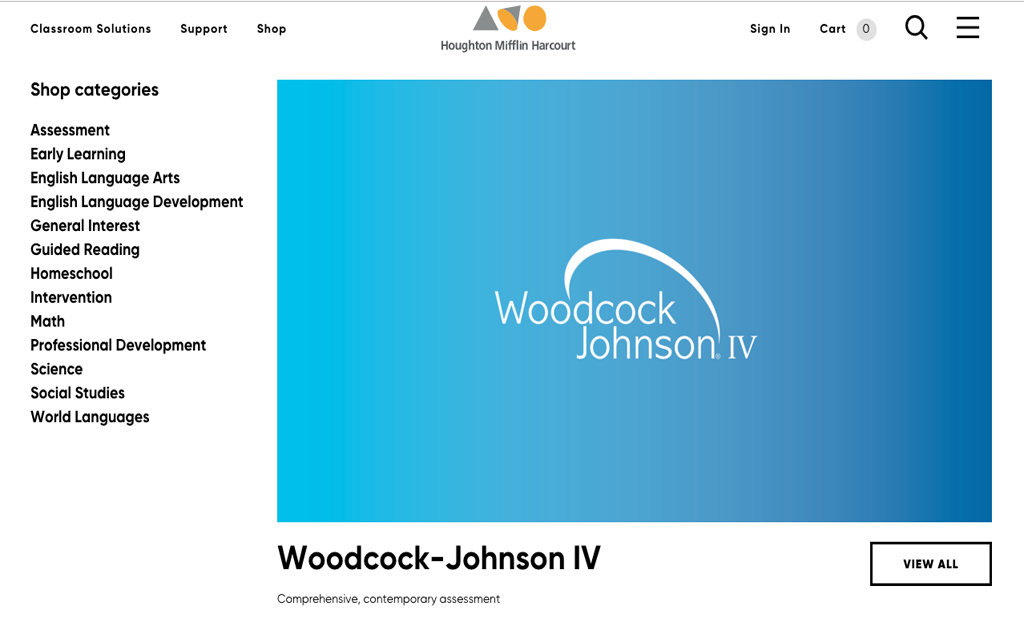 Classroom Solutions Support Shop Houghton Mifflin Harcourt Sign In Cart 0
Shop categories
Assessment
Early Learning
English Language Arts
English Language Development
General Interest
Guided Reading
Homeschool
Intervention
Math
Professional Development
Science
Social Studies
World Languages
Woodcock
Johnson® IV
Woodcock-Johnson IV
VIEW ALL
Comprehensive, contemporary assessment